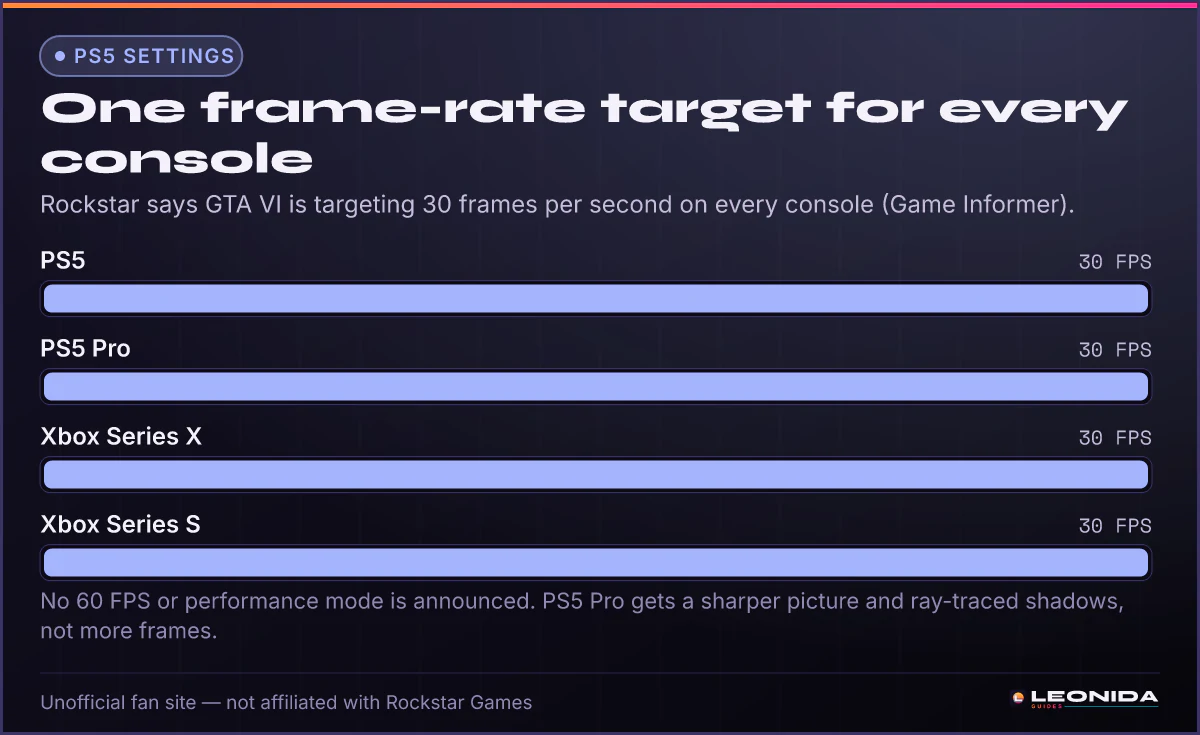 PS5 SETTINGS
One frame-rate target for every
console
Rockstar says GTA VI is targeting 30 frames per second on every console (Game Informer).
PS5
30 FPS
PS5 Pro
30 FPS
Xbox Series X
30 FPS
Xbox Series S
30 FPS
No 60 FPS or performance mode is announced. PS5 Pro gets a sharper picture and ray-traced shadows,
not more frames.
Unofficial fan site — not affiliated with Rockstar Games
LEONIDA
GUIDES